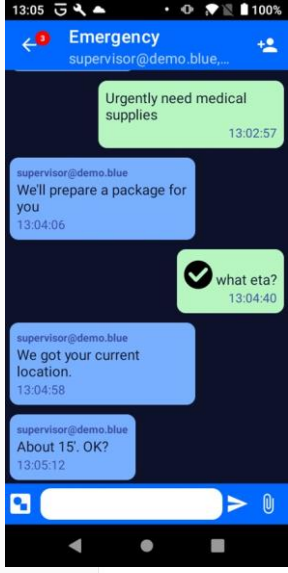 13:05 100%
3 Emergency
supervisor@demo.blue,...
Urgently need medical
supplies
13:02:57
supervisor@demo.blue
We'll prepare a package for
you
13:04:06
what eta?
13:04:40
supervisor@demo.blue
We got your current
location.
13:04:58
supervisor@demo.blue
About 15'. OK?
13:05:12